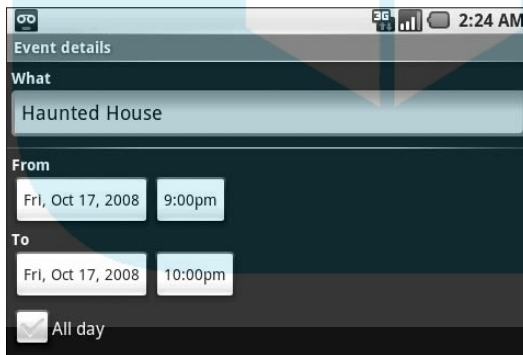 3G 2:24 AM
Event details
What
Haunted House
From
Fri, Oct 17, 2008 9:00pm
To
Fri, Oct 17, 2008 10:00pm
All day